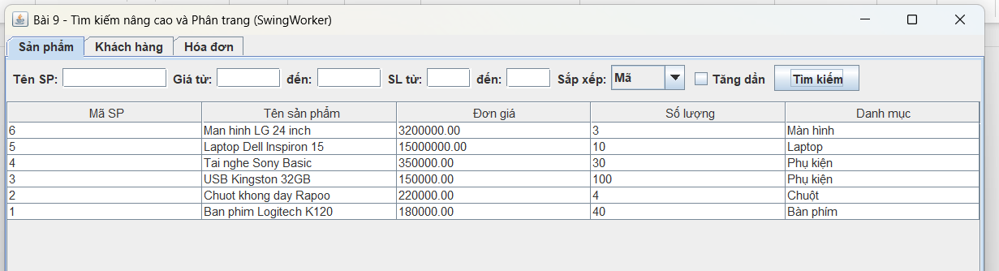 Bài 9 - Tìm kiếm nâng cao và Phân trang (SwingWorker)
Sản phẩm Khách hàng Hóa đơn
Tên SP: Giá từ: đến: SL từ: đến: Sắp xếp: Mã Tăng dần Tìm kiếm
Mã SP Tên sản phẩm Đơn giá Số lượng Danh mục
6 Man hinh LG 24 inch 3200000.00 3 Màn hình
5 Laptop Dell Inspiron 15 15000000.00 10 Laptop
4 Tai nghe Sony Basic 350000.00 30 Phụ kiện
3 USB Kingston 32GB 150000.00 100 Phụ kiện
2 Chuot khong day Rapoo 220000.00 4 Chuột
1 Ban phim Logitech K120 180000.00 40 Bàn phím